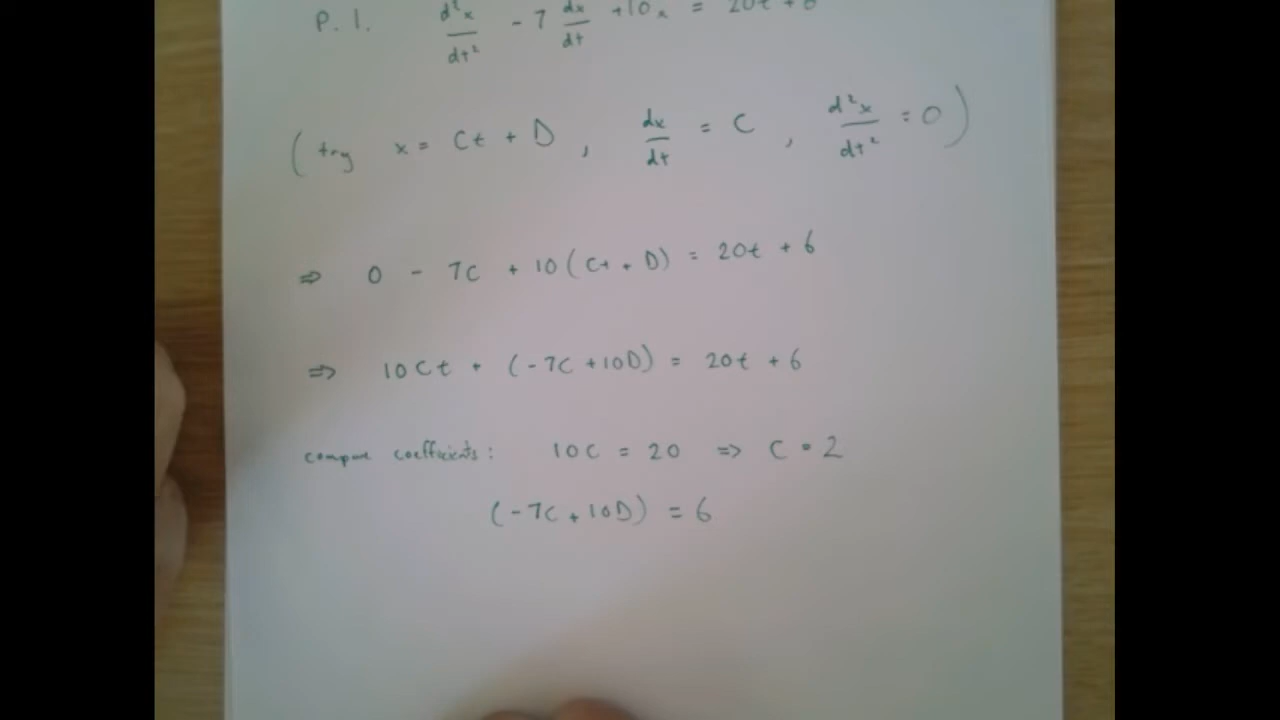 P. I. d²x/dt² - 7 dx/dt + 10x = 20t + 6
(try x = Ct + D, dx/dt = C, d²x/dt² = 0)
⇒ 0 - 7C + 10(Ct + D) = 20t + 6
⇒ 10Ct + (-7C + 10D) = 20t + 6
compare coefficients: 10C = 20 ⇒ C = 2
(-7C + 10D) = 6